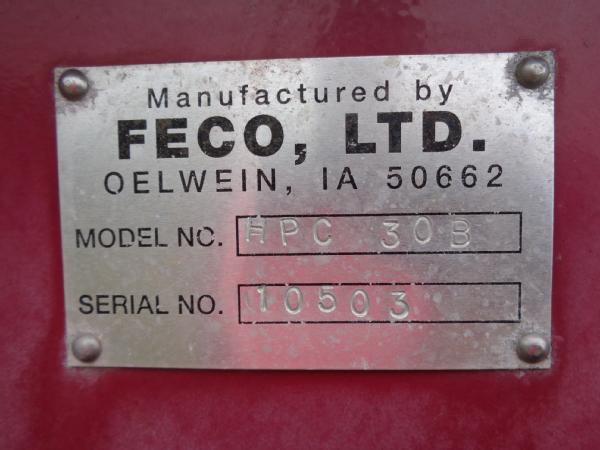 Manufactured by
FECO, LTD.
OELWEIN, IA 50662
MODEL NO. HPC 30B
SERIAL NO. 10503